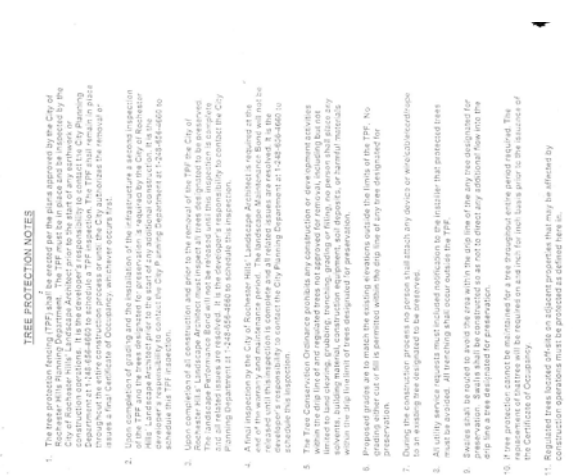 TREE PROTECTION NOTES
1. The tree protection fencing (TPF) shall be erected per the plans approved by the City of
Rochester Hills Planning Department. The TPF must be in place and be inspected by the
City of Rochester Hills' Landscape Architect prior to the start of any earthwork or
construction operations. It is the developer's responsibility to contact the City Planning
Department at 1-248-656-4660 to schedule a TPF inspection. The TPF shall remain in place
throughout the entire construction process or until the City authorizes the removal or
issues a final Certificate of Occupancy, whichever occurs first.
2. Upon completion of grading and the installation of the infrastructure a second inspection
of the TPF and the trees designated for preservation is required by the City of Rochester
Hills' Landscape Architect prior to the start of any additional construction. It is the
developer's responsibility to contact the City Planning Department at 1-248-656-4660 to
schedule this TPF inspection.
3. Upon completion of all construction and prior to the removal of the TPF the City of
Rochester Hills' Landscape Architect must inspect all trees designated to be preserved.
The landscape Performance Bond will not be released until this inspection is complete
and all related issues are resolved. It is the developer's responsibility to contact the City
Planning Department at 1-248-656-4660 to schedule this inspection.
4. A final inspection by the City of Rochester Hills' Landscape Architect is required at the
end of the warranty and maintenance period. The landscape Maintenance Bond will not be
released until this inspection is complete and all related issues are resolved. It is the
developer's responsibility to contact the City Planning Department at 1-248-656-4660 to
schedule this inspection.
5. The Tree Conservation Ordinance prohibits any construction or development activities
within the drip line of any regulated trees not approved for removal, including but not
limited to land clearing, grubbing, trenching, grading or filling, no person shall place any
solvents, building material, construction equipment, soil deposits, or harmful materials
within the drip line (limit) of trees designated for preservation.
6. Provided grading is to match the existing elevations outside the limits of the TPF. No
grading either cut or fill is permitted within the drip line of any tree designated for
preservation.
7. During the construction process no person shall attach any device or wire/cable/cord/rope
to an existing tree designated to be preserved.
8. All utility service requests must include notification to the installer that protected trees
must be avoided. All trenching shall occur outside the TPF.
9. Swales shall be routed to avoid the area within the drip line of the any tree designated for
preservation. Swales shall be constructed so as not to direct any additional flow into the
drip line a tree designated for preservation.
10. If tree protection cannot be maintained for a tree throughout entire period required. The
replacement of that tree will be required on an inch for inch basis prior to the issuance of
the Certificate of Occupancy.
11. Regulated trees located offsite on adjacent properties that may be affected by
construction operations must be protected as defined here in.